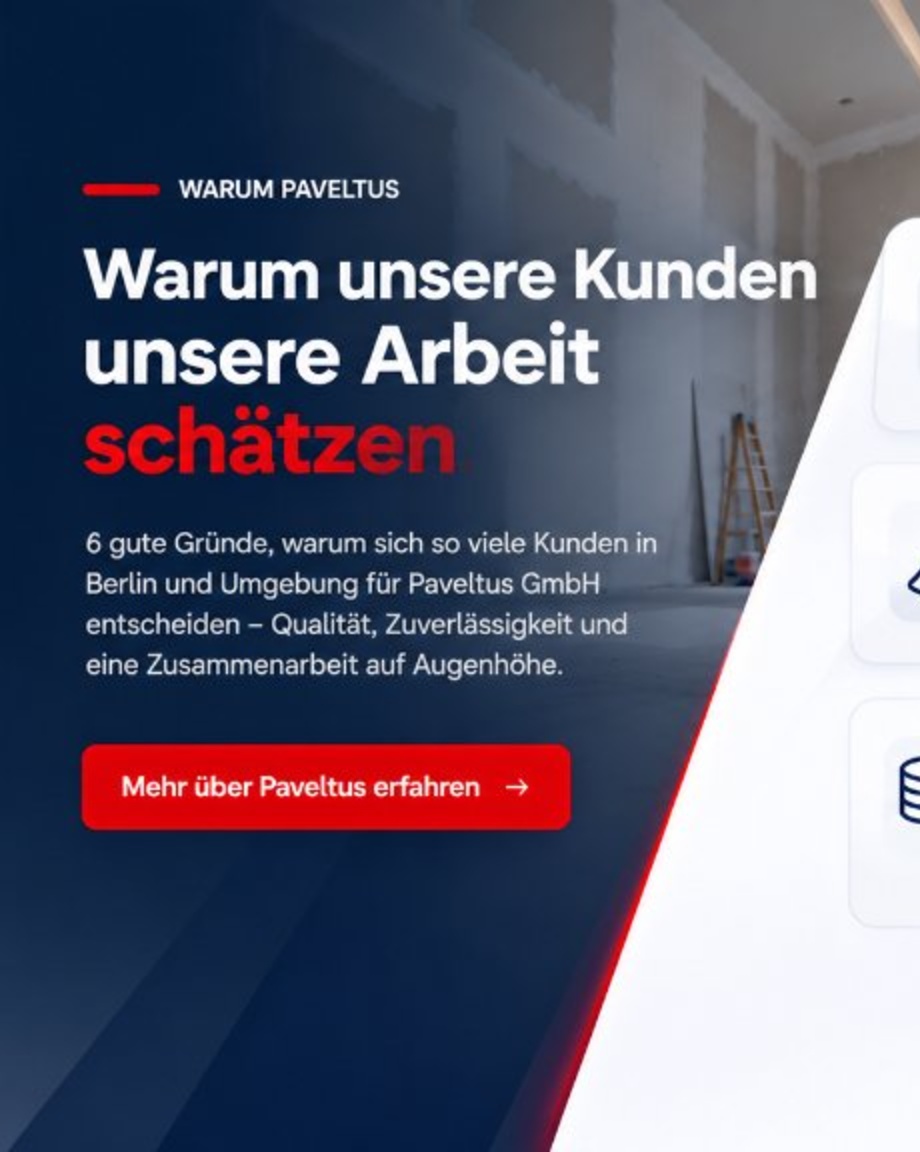 WARUM PAVELTUS
Warum unsere Kunden
unsere Arbeit
schätzen
6 gute Gründe, warum sich so viele Kunden in
Berlin und Umgebung für Paveltus GmbH
entscheiden – Qualität, Zuverlässigkeit und
eine Zusammenarbeit auf Augenhöhe.
Mehr über Paveltus erfahren →